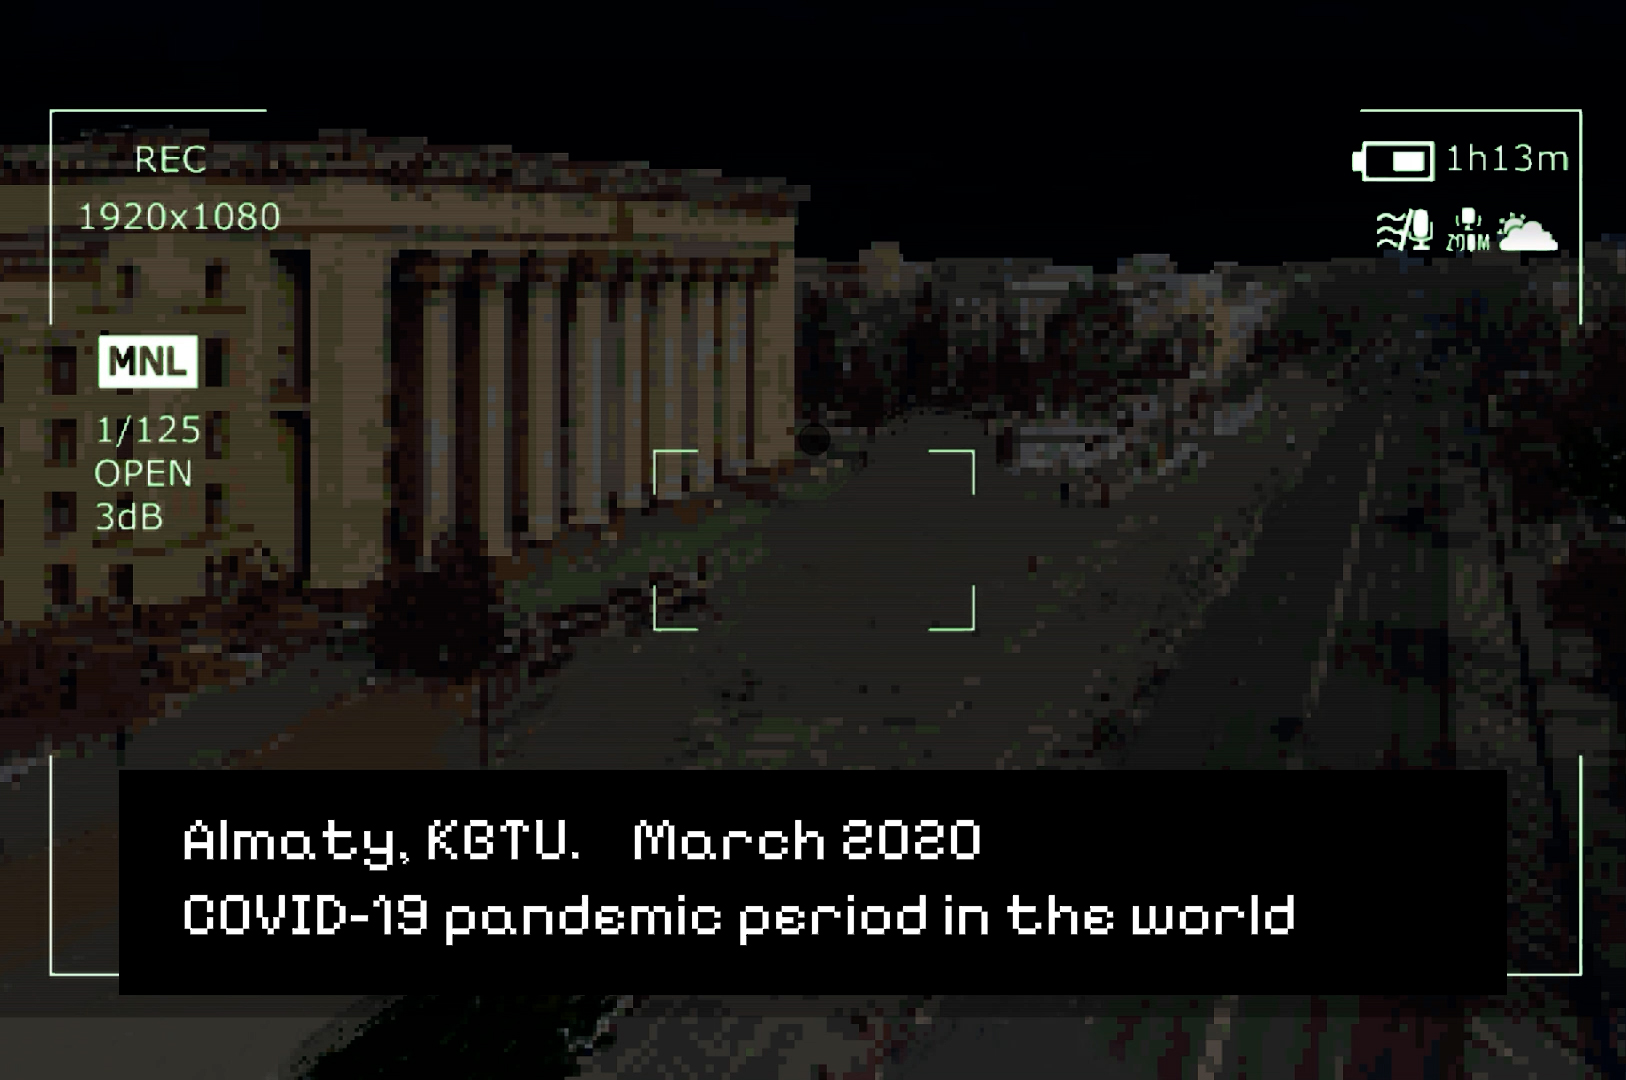 REC
1920x1080
1h13m
ZOOM
MNL
1/125
OPEN
3dB
Almaty, KBTU. March 2020
COVID-19 pandemic period in the world